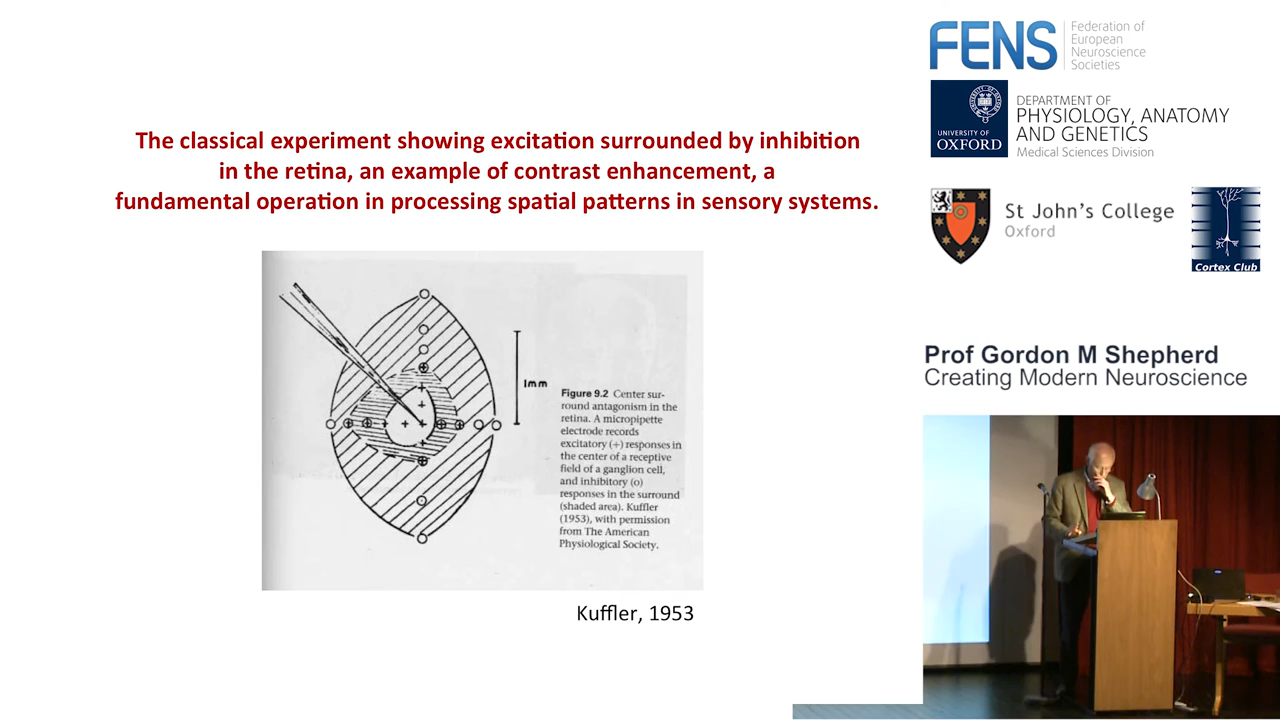 The classical experiment showing excitation surrounded by inhibition
in the retina, an example of contrast enhancement, a
fundamental operation in processing spatial patterns in sensory systems.
1mm
Figure 9.2 Center sur-
round antagonism in the
retina. A micropipette
electrode records
excitatory (+) responses in
the center of a receptive
field of a ganglion cell,
and inhibitory (o)
responses in the surround
(shaded area). Kuffler
(1953), with permission
from The American
Physiological Society.
Kuffler, 1953
FENS
Federation of
European
Neuroscience
Societies
UNIVERSITY OF
OXFORD
DEPARTMENT OF
PHYSIOLOGY, ANATOMY
AND GENETICS
Medical Sciences Division
St John's College
Oxford
Cortex Club
Prof Gordon M Shepherd
Creating Modern Neuroscience